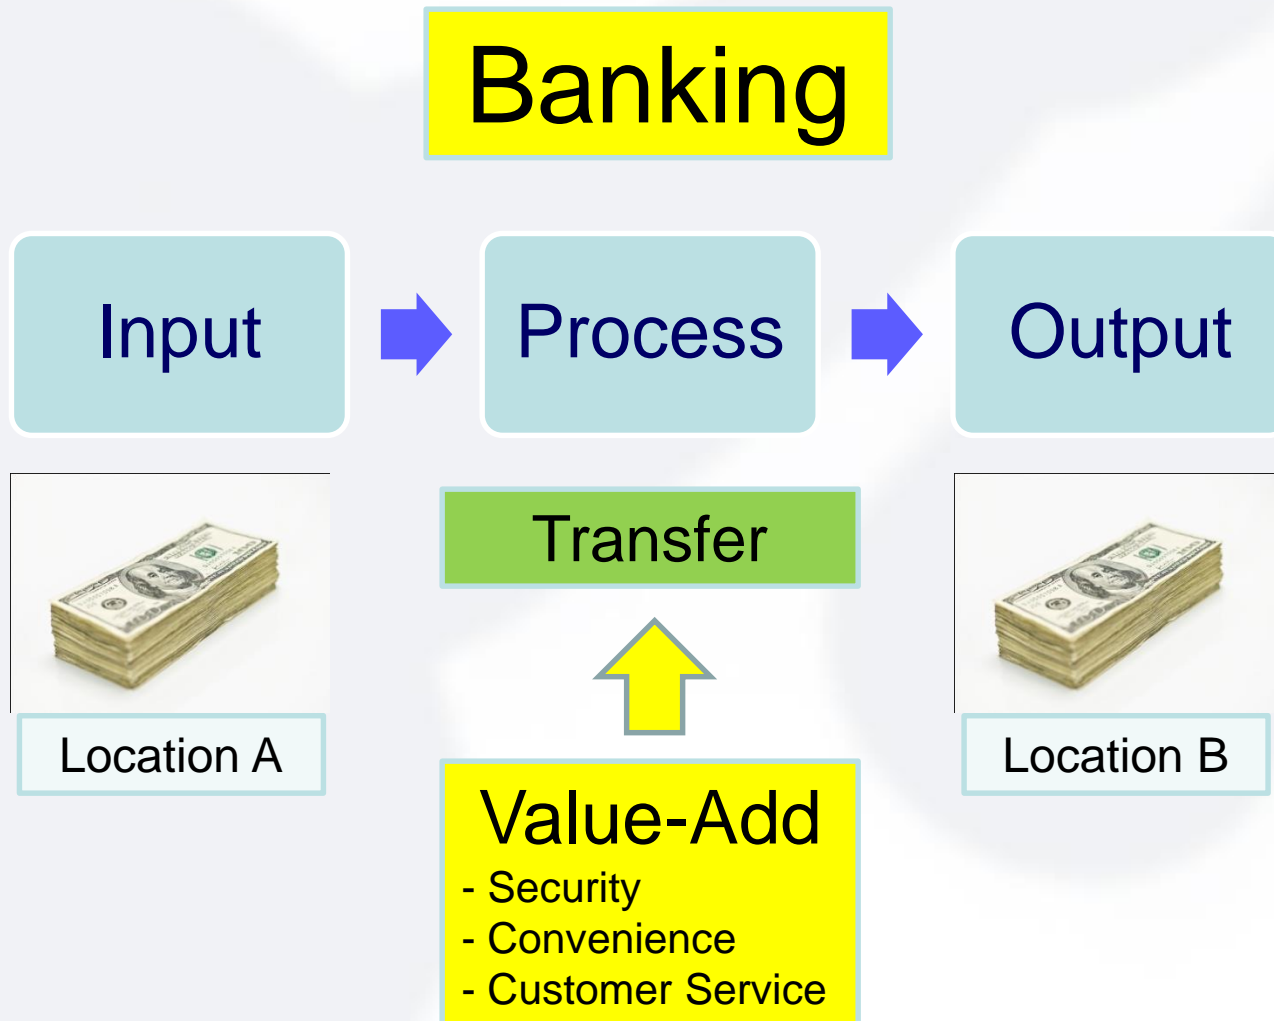 Banking
Input
Process
Output
Transfer
Location A
Location B
Value-Add
- Security
- Convenience
- Customer Service